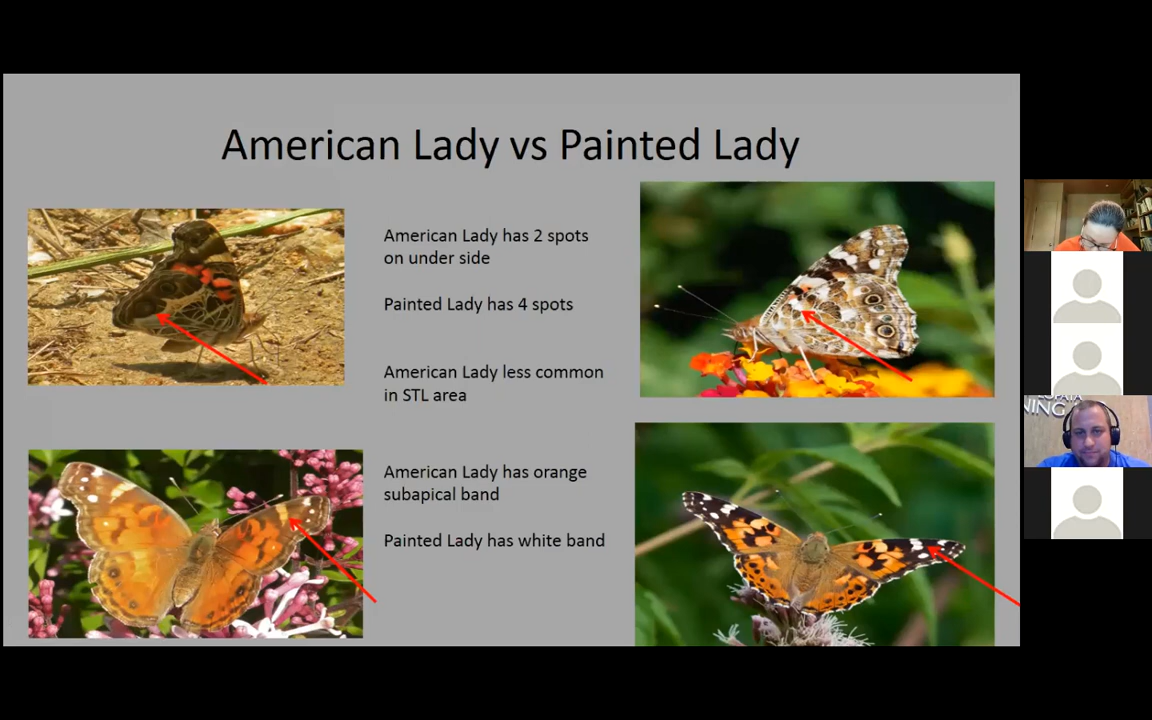 American Lady vs Painted Lady
American Lady has 2 spots
on under side
Painted Lady has 4 spots
American Lady less common
in STL area
American Lady has orange
subapical band
Painted Lady has white band
NING